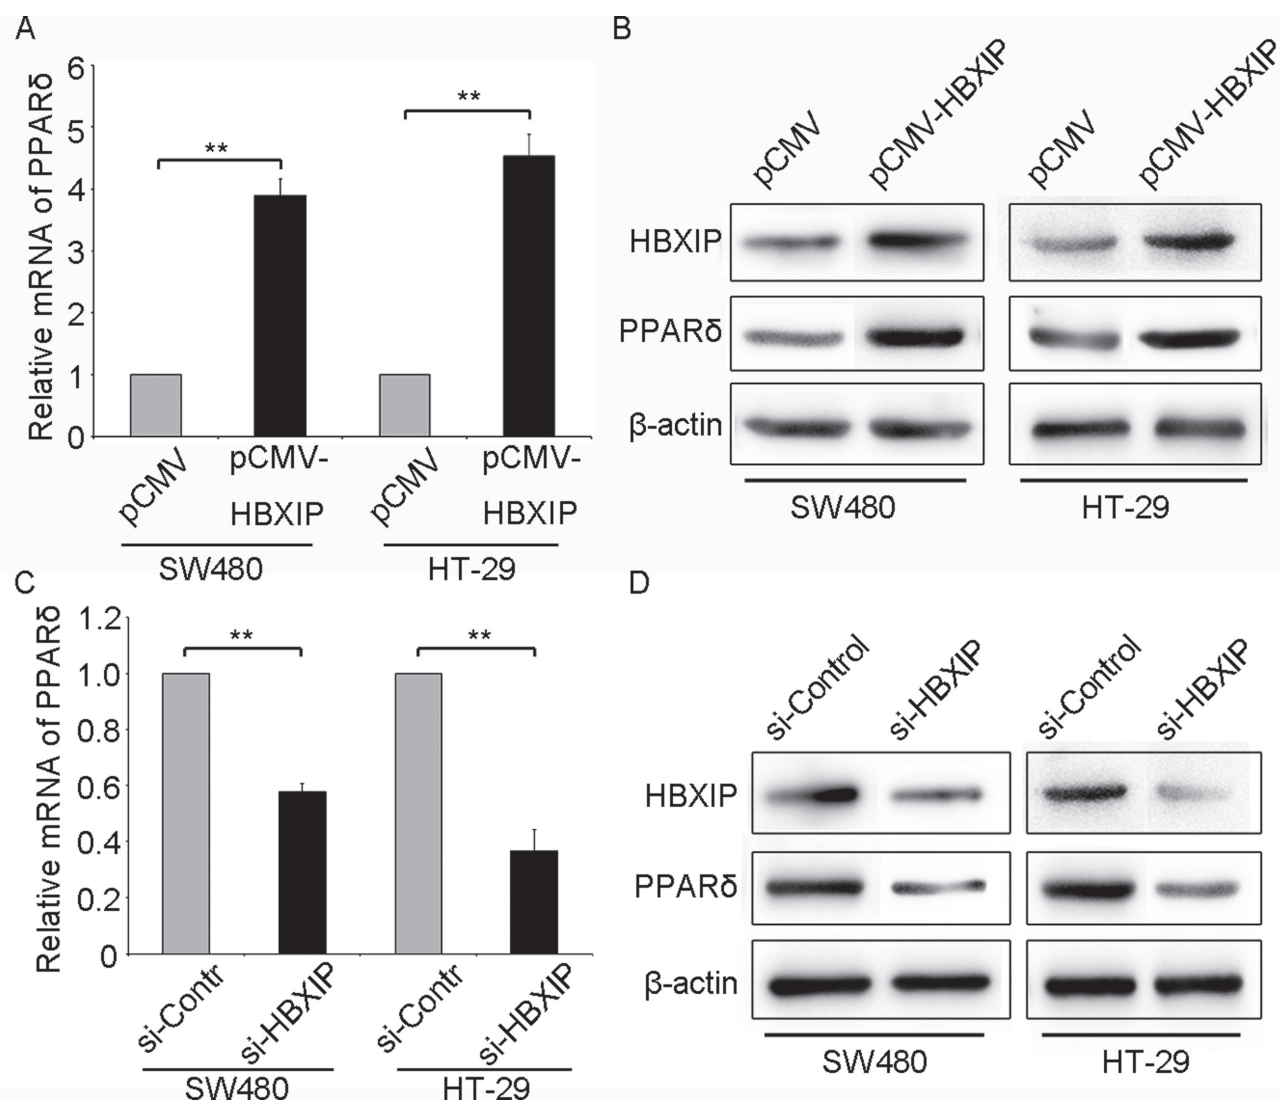 A
Relative mRNA of PPARδ
6
5
4
3
2
1
0
**
**
pCMV
pCMV-
HBXIP
pCMV
pCMV-
HBXIP
SW480
HT-29
B
pCMV
pCMV-HBXIP
pCMV
pCMV-HBXIP
HBXIP
PPARδ
β-actin
SW480
HT-29
C
Relative mRNA of PPARδ
1.2
1.0
0.8
0.6
0.4
0.2
0
**
**
si-Contr
si-HBXIP
si-Contr
si-HBXIP
SW480
HT-29
D
si-Control
si-HBXIP
si-Control
si-HBXIP
HBXIP
PPARδ
β-actin
SW480
HT-29